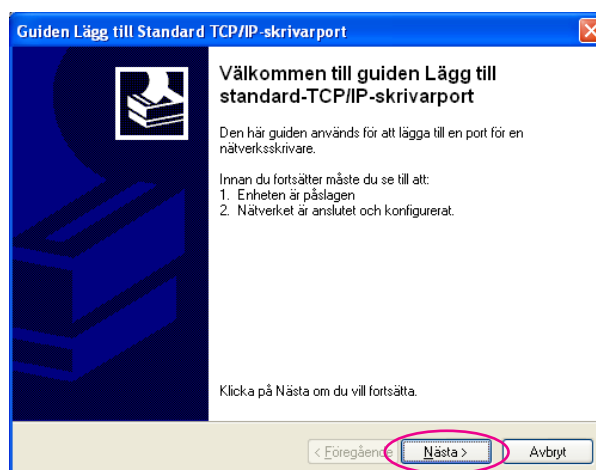 Guiden Lägg till Standard TCP/IP-skrivarport
Välkommen till guiden Lägg till
standard-TCP/IP-skrivarport
Den här guiden används för att lägga till en port för en
nätverksskrivare.
Innan du fortsätter måste du se till att:
1. Enheten är påslagen
2. Nätverket är anslutet och konfigurerat.
Klicka på Nästa om du vill fortsätta.
< Föregående Nästa > Avbryt